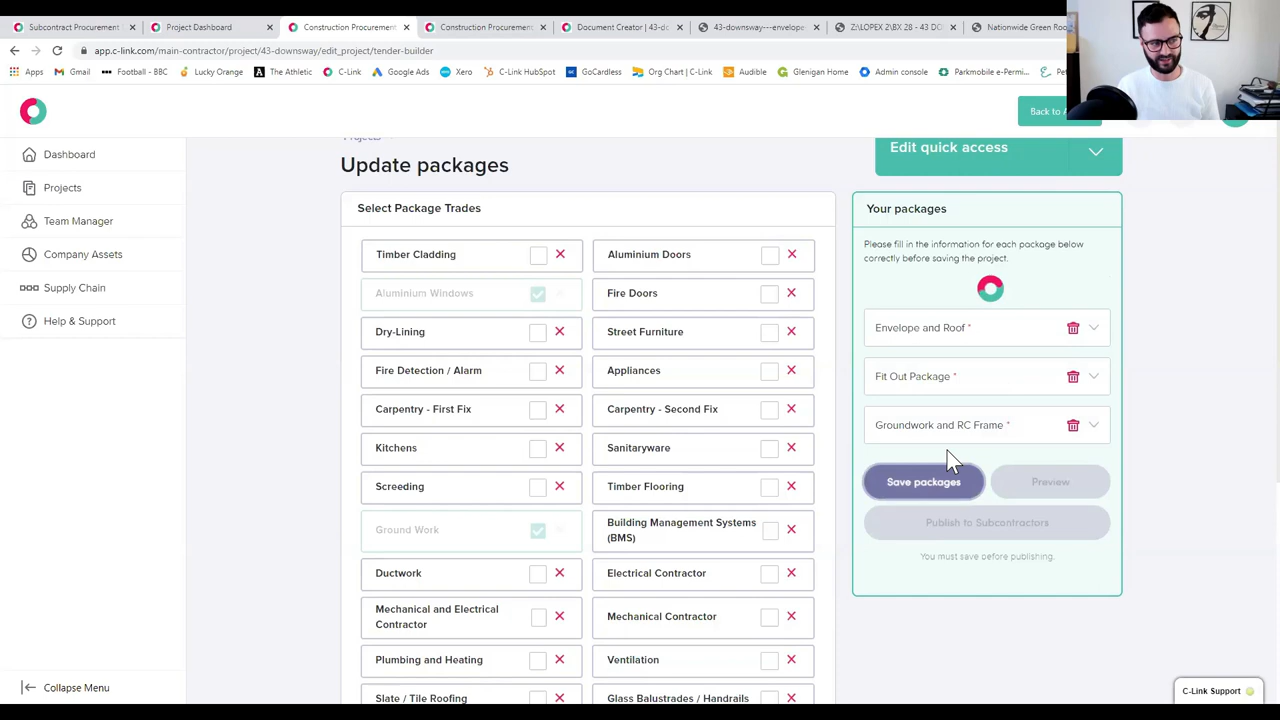 Subcontract Procurement
Project Dashboard
Construction Procurement
Construction Procurement
Document Creator | 43-do
43-downsway---envelope
Z:\LOPEX 2\BX 28 - 43 DO
Nationwide Green Ro
app.c-link.com/main-contractor/project/43-downsway/edit_project/tender-builder
Apps
Gmail
Football - BBC
Lucky Orange
The Athletic
C-Link
Google Ads
Xero
C-Link HubSpot
GoCardless
Org Chart | C-Link
Audible
Glenigan Home
Admin console
Parkmobile e-Permi...
Back to A
Dashboard
Projects
Team Manager
Company Assets
Supply Chain
Help & Support
Collapse Menu
Projects
Update packages
Edit quick access
Select Package Trades
Timber Cladding
Aluminium Doors
Aluminium Windows
Fire Doors
Dry-Lining
Street Furniture
Fire Detection / Alarm
Appliances
Carpentry - First Fix
Carpentry - Second Fix
Kitchens
Sanitaryware
Screeding
Timber Flooring
Ground Work
Building Management Systems
(BMS)
Ductwork
Electrical Contractor
Mechanical and Electrical
Contractor
Mechanical Contractor
Plumbing and Heating
Ventilation
Slate / Tile Roofing
Glass Balustrades / Handrails
Your packages
Please fill in the information for each package below
correctly before saving the project.
Envelope and Roof *
Fit Out Package *
Groundwork and RC Frame *
Save packages
Preview
Publish to Subcontractors
You must save before publishing.
C-Link Support